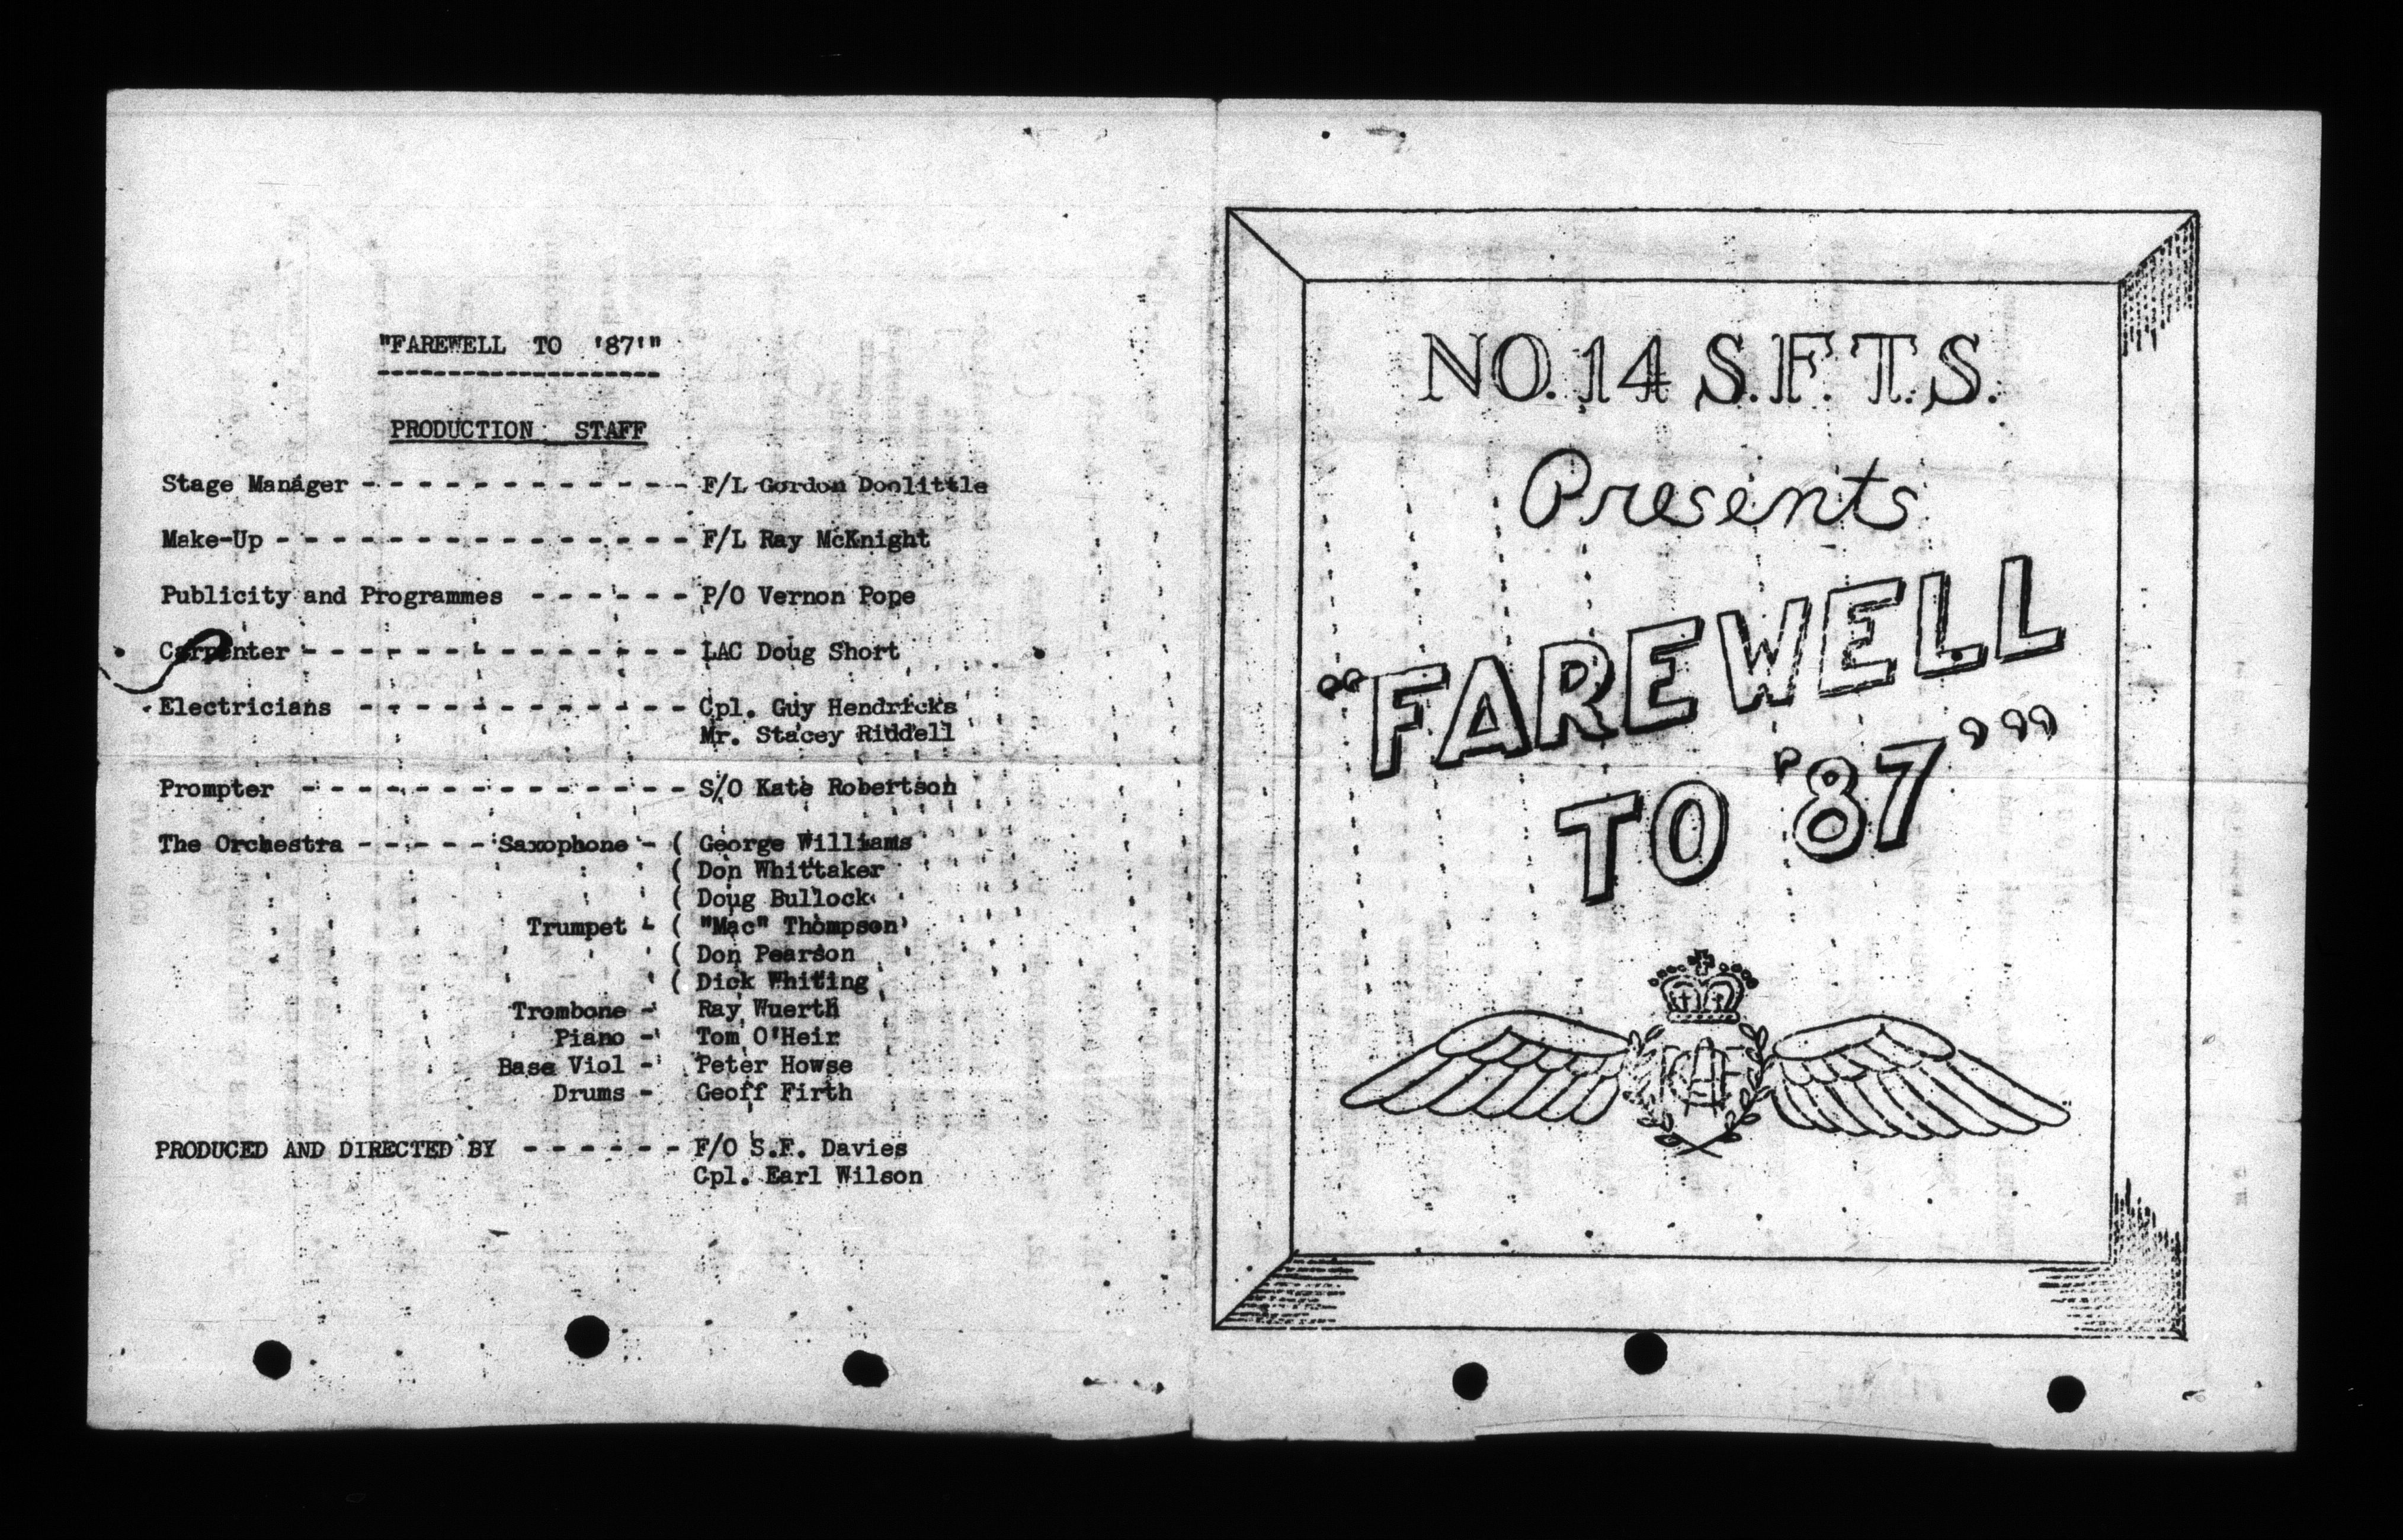 "FAREWELL TO '87'"
PRODUCTION STAFF
Stage Manager - - - - - - - - - - - - F/L Gordon Doolittle
Make-Up - - - - - - - - - - - - - - - F/L Ray McKnight
Publicity and Programmes - - - - - - P/O Vernon Pope
Carpenter - - - - - - - - - - - - - - LAC Doug Short
Electricians - - - - - - - - - - - - Cpl. Guy Hendricks
Mr. Stacey Riddell
Prompter - - - - - - - - - - - - - - S/O Kate Robertson
The Orchestra - - - - - Saxophone - ( George Williams
( Don Whittaker
( Doug Bullock
Trumpet - ( "Mac" Thompson
( Don Pearson
( Dick Whiting
Trombone - Ray Wuerth
Piano - Tom O'Heir
Base Viol - Peter Howse
Drums - Geoff Firth
PRODUCED AND DIRECTED BY - - - - - - F/O S.F. Davies
Cpl. Earl Wilson
NO. 14 S.F.T.S.
Presents
"FAREWELL
TO '87'"
RCAF